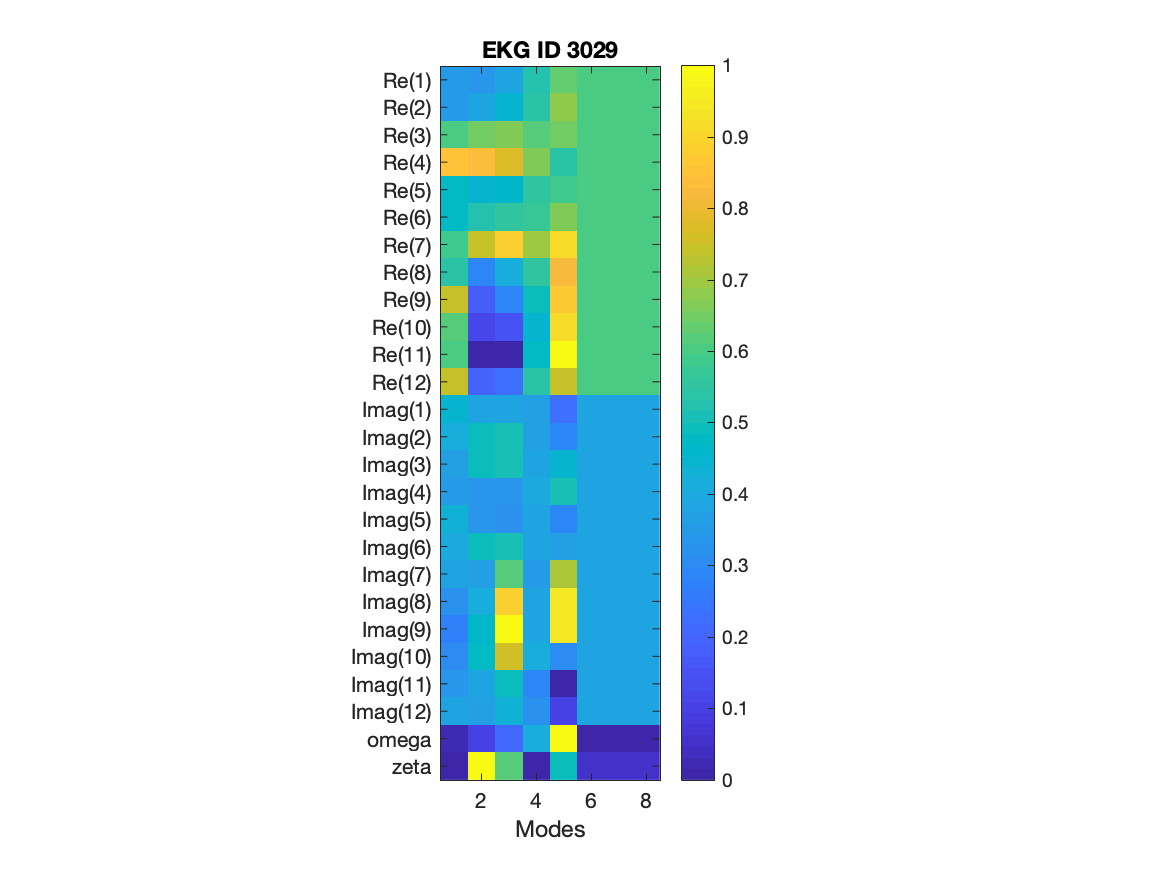 EKG ID 3029
Re(1)
Re(2)
Re(3)
Re(4)
Re(5)
Re(6)
Re(7)
Re(8)
Re(9)
Re(10)
Re(11)
Re(12)
Imag(1)
Imag(2)
Imag(3)
Imag(4)
Imag(5)
Imag(6)
Imag(7)
Imag(8)
Imag(9)
Imag(10)
Imag(11)
Imag(12)
omega
zeta
2 4 6 8
Modes
1
0.9
0.8
0.7
0.6
0.5
0.4
0.3
0.2
0.1
0